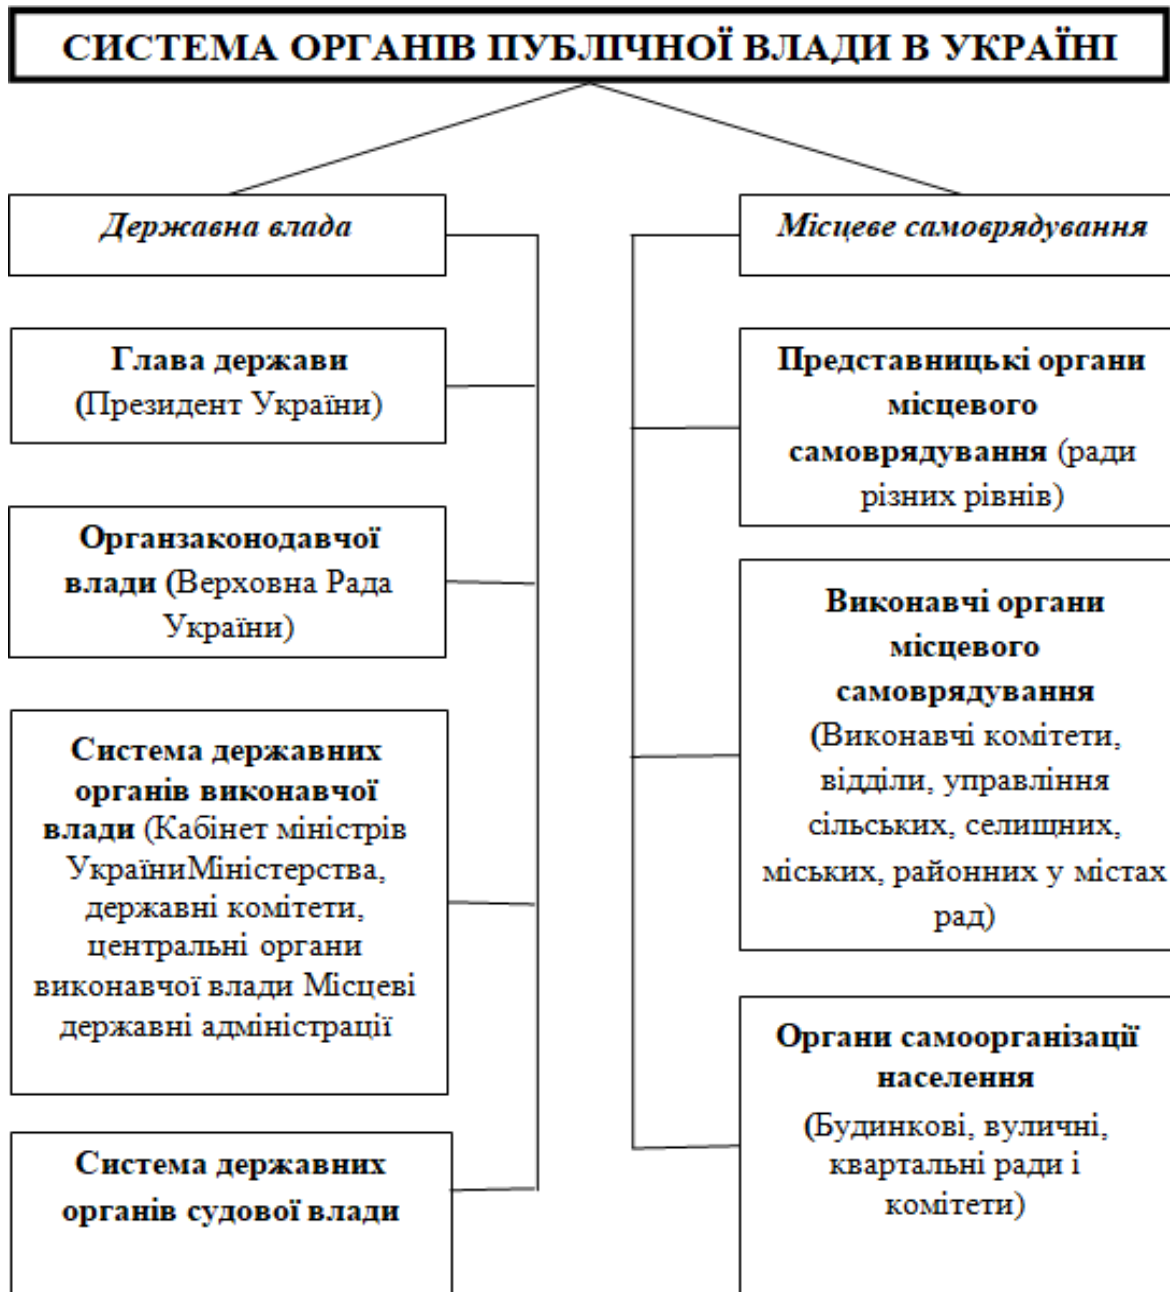 СИСТЕМА ОРГАНІВ ПУБЛІЧНОЇ ВЛАДИ В УКРАЇНІ
Державна влада
Глава держави
(Президент України)
Органзаконодавчої
влади (Верховна Рада
України)
Система державних
органів виконавчої
влади (Кабінет міністрів
УкраїниМіністерства,
державні комітети,
центральні органи
виконавчої влади Місцеві
державні адміністрації
Система державних
органів судової влади
Місцеве самоврядування
Представницькі органи
місцевого
самоврядування (ради
різних рівнів)
Виконавчі органи
місцевого
самоврядування
(Виконавчі комітети,
відділи, управління
сільських, селищних,
міських, районних у містах
рад)
Органи самоорганізації
населення
(Будинкові, вуличні,
квартальні ради і
комітети)